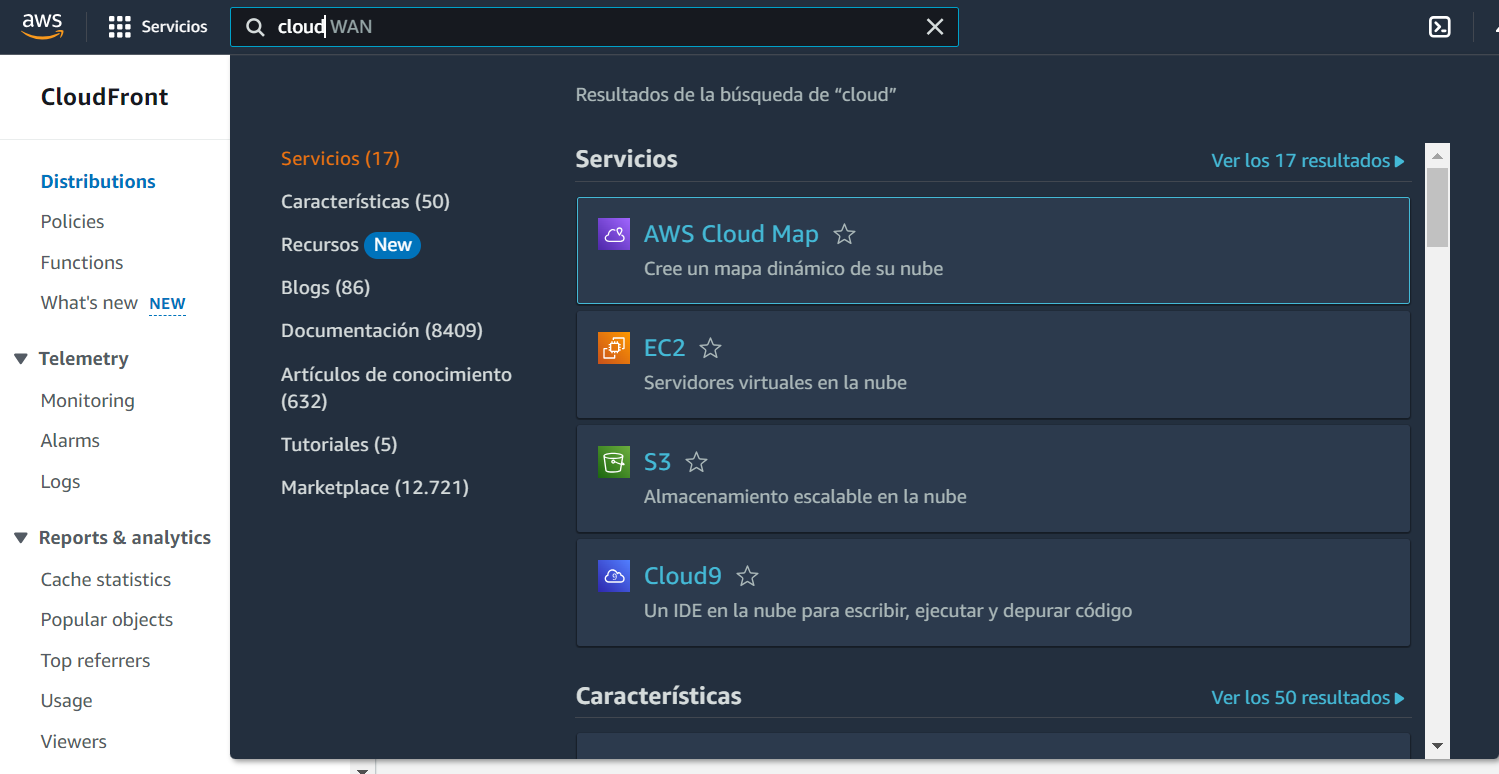 aws
Servicios
cloud WAN
CloudFront
Distributions
Policies
Functions
What's new NEW
Telemetry
Monitoring
Alarms
Logs
Reports & analytics
Cache statistics
Popular objects
Top referrers
Usage
Viewers
Resultados de la búsqueda de “cloud”
Servicios (17)
Características (50)
Recursos New
Blogs (86)
Documentación (8409)
Artículos de conocimiento
(632)
Tutoriales (5)
Marketplace (12.721)
Servicios
Ver los 17 resultados
AWS Cloud Map
Cree un mapa dinámico de su nube
EC2
Servidores virtuales en la nube
S3
Almacenamiento escalable en la nube
Cloud9
Un IDE en la nube para escribir, ejecutar y depurar código
Características
Ver los 50 resultados